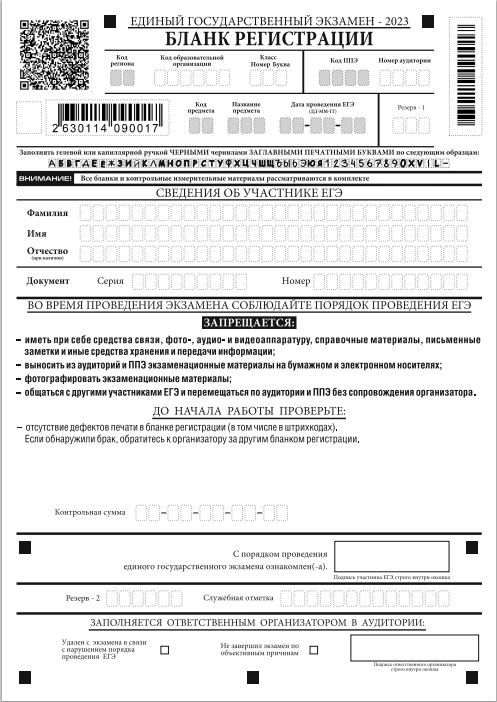 ЕДИНЫЙ ГОСУДАРСТВЕННЫЙ ЭКЗАМЕН - 2023
БЛАНК РЕГИСТРАЦИИ
Код региона
Код образовательной организации
Класс Номер Буква
Код ППЭ
Номер аудитории
Код предмета
Название предмета
Дата проведения ЕГЭ (ДД-ММ-ГГ)
Резерв - 1
2630114090017
Заполнять гелевой или капиллярной ручкой ЧЕРНЫМИ чернилами ЗАГЛАВНЫМИ ПЕЧАТНЫМИ БУКВАМИ по следующим образцам:
АБВГДЕЁЖЗИЙКЛМНОПРСТУФХЦЧШЩЪЫЬЭЮЯ1234567890XVIL-
ВНИМАНИЕ! Все бланки и контрольные измерительные материалы рассматриваются в комплекте
СВЕДЕНИЯ ОБ УЧАСТНИКЕ ЕГЭ
Фамилия
Имя
Отчество
(при наличии)
Документ Серия Номер
ВО ВРЕМЯ ПРОВЕДЕНИЯ ЭКЗАМЕНА СОБЛЮДАЙТЕ ПОРЯДОК ПРОВЕДЕНИЯ ЕГЭ
ЗАПРЕЩАЕТСЯ:
– иметь при себе средства связи, фото-, аудио- и видеоаппаратуру, справочные материалы, письменные
заметки и иные средства хранения и передачи информации;
– выносить из аудиторий и ППЭ экзаменационные материалы на бумажном и электронном носителях;
– фотографировать экзаменационные материалы;
– общаться с другими участниками ЕГЭ и перемещаться по аудитории и ППЭ без сопровождения организатора.
ДО НАЧАЛА РАБОТЫ ПРОВЕРЬТЕ:
– отсутствие дефектов печати в бланке регистрации (в том числе в штрихкодах).
Если обнаружили брак, обратитесь к организатору за другим бланком регистрации.
Контрольная сумма
С порядком проведения
единого государственного экзамена ознакомлен(-а).
Подпись участника ЕГЭ строго внутри окошка
Резерв - 2 Служебная отметка
ЗАПОЛНЯЕТСЯ ОТВЕТСТВЕННЫМ ОРГАНИЗАТОРОМ В АУДИТОРИИ:
Удален с экзамена в связи
с нарушением порядка
проведения ЕГЭ
Не завершил экзамен по
объективным причинам
Подпись ответственного организатора
строго внутри окошка